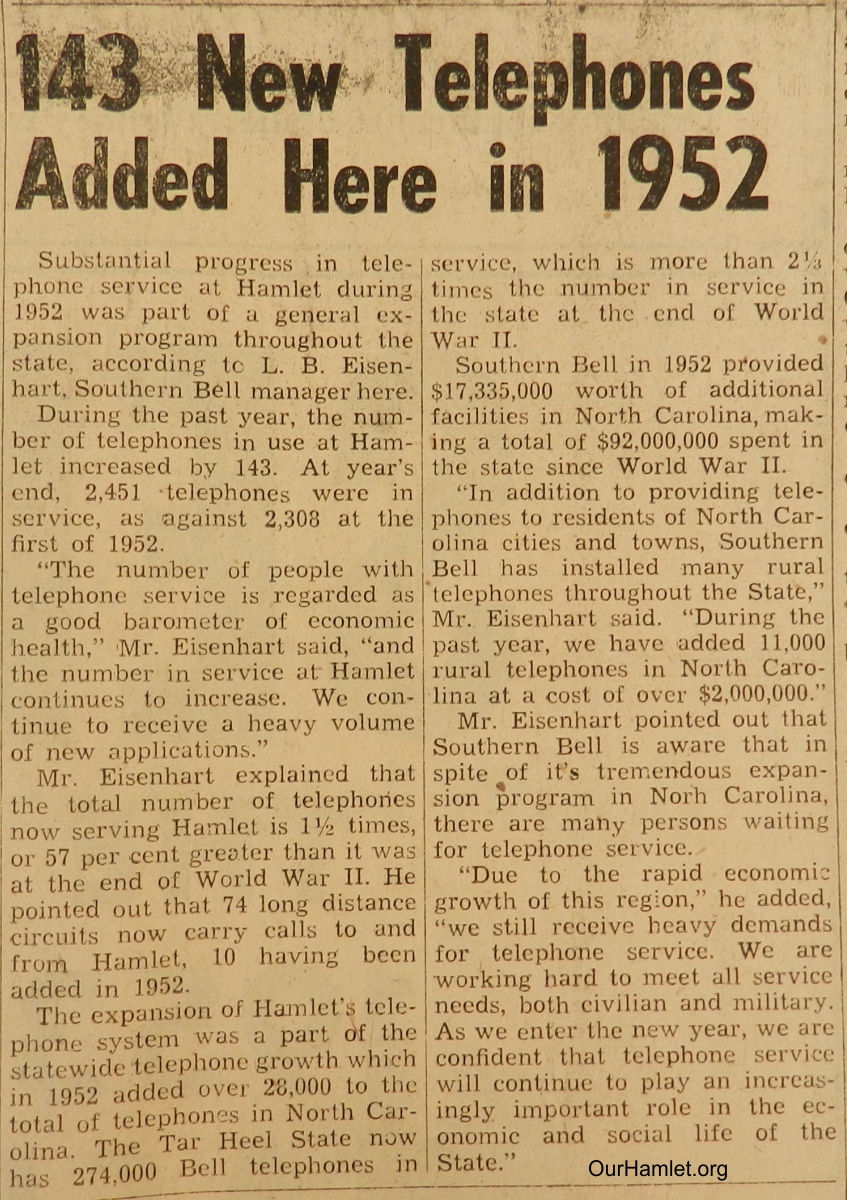 143 New Telephones
Added Here in 1952
Substantial progress in tele-
phone service at Hamlet during
1952 was part of a general ex-
pansion program throughout the
state, according to L. B. Eisen-
hart, Southern Bell manager here.
During the past year, the num-
ber of telephones in use at Ham-
let increased by 143. At year's
end, 2,451 telephones were in
service, as against 2,308 at the
first of 1952.
"The number of people with
telephone service is regarded as
a good barometer of economic
health," Mr. Eisenhart said, "and
the number in service at Hamlet
continues to increase. We con-
tinue to receive a heavy volume
of new applications."
Mr. Eisenhart explained that
the total number of telephones
now serving Hamlet is 1½ times,
or 57 per cent greater than it was
at the end of World War II. He
pointed out that 74 long distance
circuits now carry calls to and
from Hamlet, 10 having been
added in 1952.
The expansion of Hamlet's tele-
phone system was a part of the
statewide telephone growth which
in 1952 added over 28,000 to the
total of telephones in North Car-
olina. The Tar Heel State now
has 274,000 Bell telephones in
service, which is more than
times the number in service in
the state at the end of World
War II.
Southern Bell in 1952 provided
$17,335,000 worth of additional
facilities in North Carolina, mak-
ing a total of $92,000,000 spent in
the state since World War II.
"In addition to providing tele-
phones to residents of North Car-
olina cities and towns, Southern
Bell has installed many rural
telephones throughout the State,"
Mr. Eisenhart said. "During the
past year, we have added 11,000
rural telephones in North Caro-
lina at a cost of over $2,000,000."
Mr. Eisenhart pointed out that
Southern Bell is aware that in
spite of it's tremendous expan-
sion program in Norh Carolina,
there are many persons waiting
for telephone service.
"Due to the rapid economic
growth of this region," he added,
"we still receive heavy demands
for telephone service. We are
working hard to meet all service
needs, both civilian and military.
As we enter the new year, we are
confident that telephone service
will continue to play an increas-
ingly important role in the ec-
onomic and social life of the
State."
OurHamlet.org